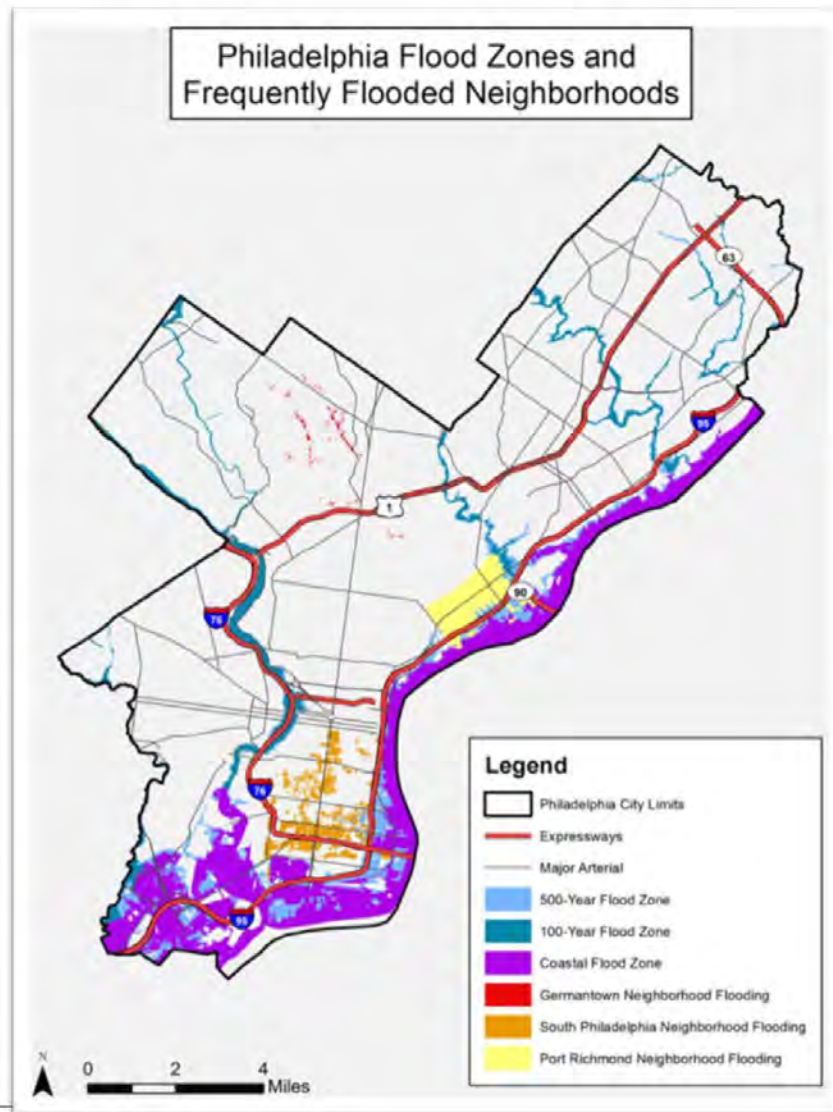 Philadelphia Flood Zones and
Frequently Flooded Neighborhoods
63
95
1
90
76
76
95
Legend
Philadelphia City Limits
Expressways
Major Arterial
500-Year Flood Zone
100-Year Flood Zone
Coastal Flood Zone
Germantown Neighborhood Flooding
South Philadelphia Neighborhood Flooding
Port Richmond Neighborhood Flooding
N
0 2 4
Miles